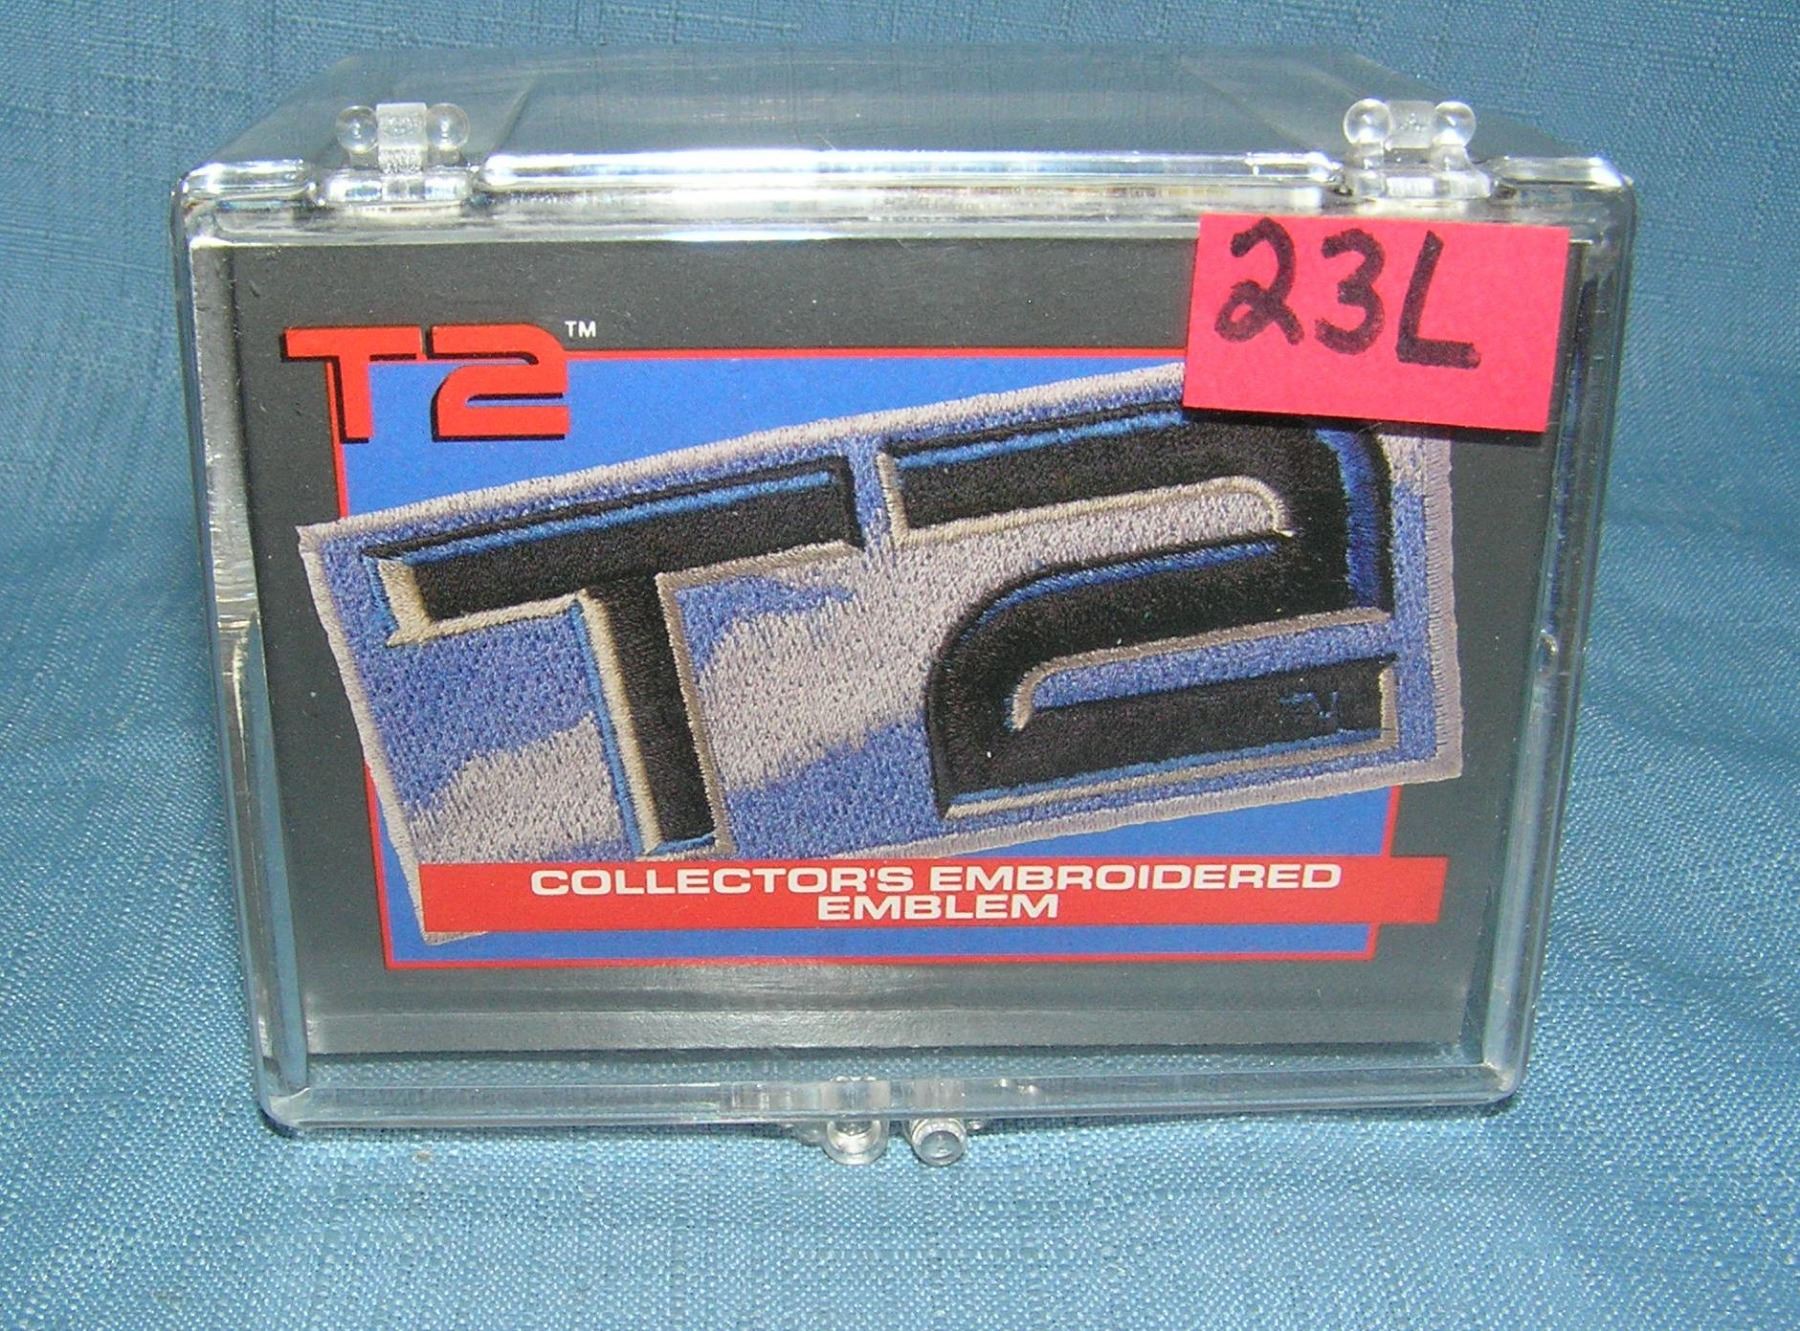 23L
T2™
T2
COLLECTOR'S EMBROIDERED
EMBLEM